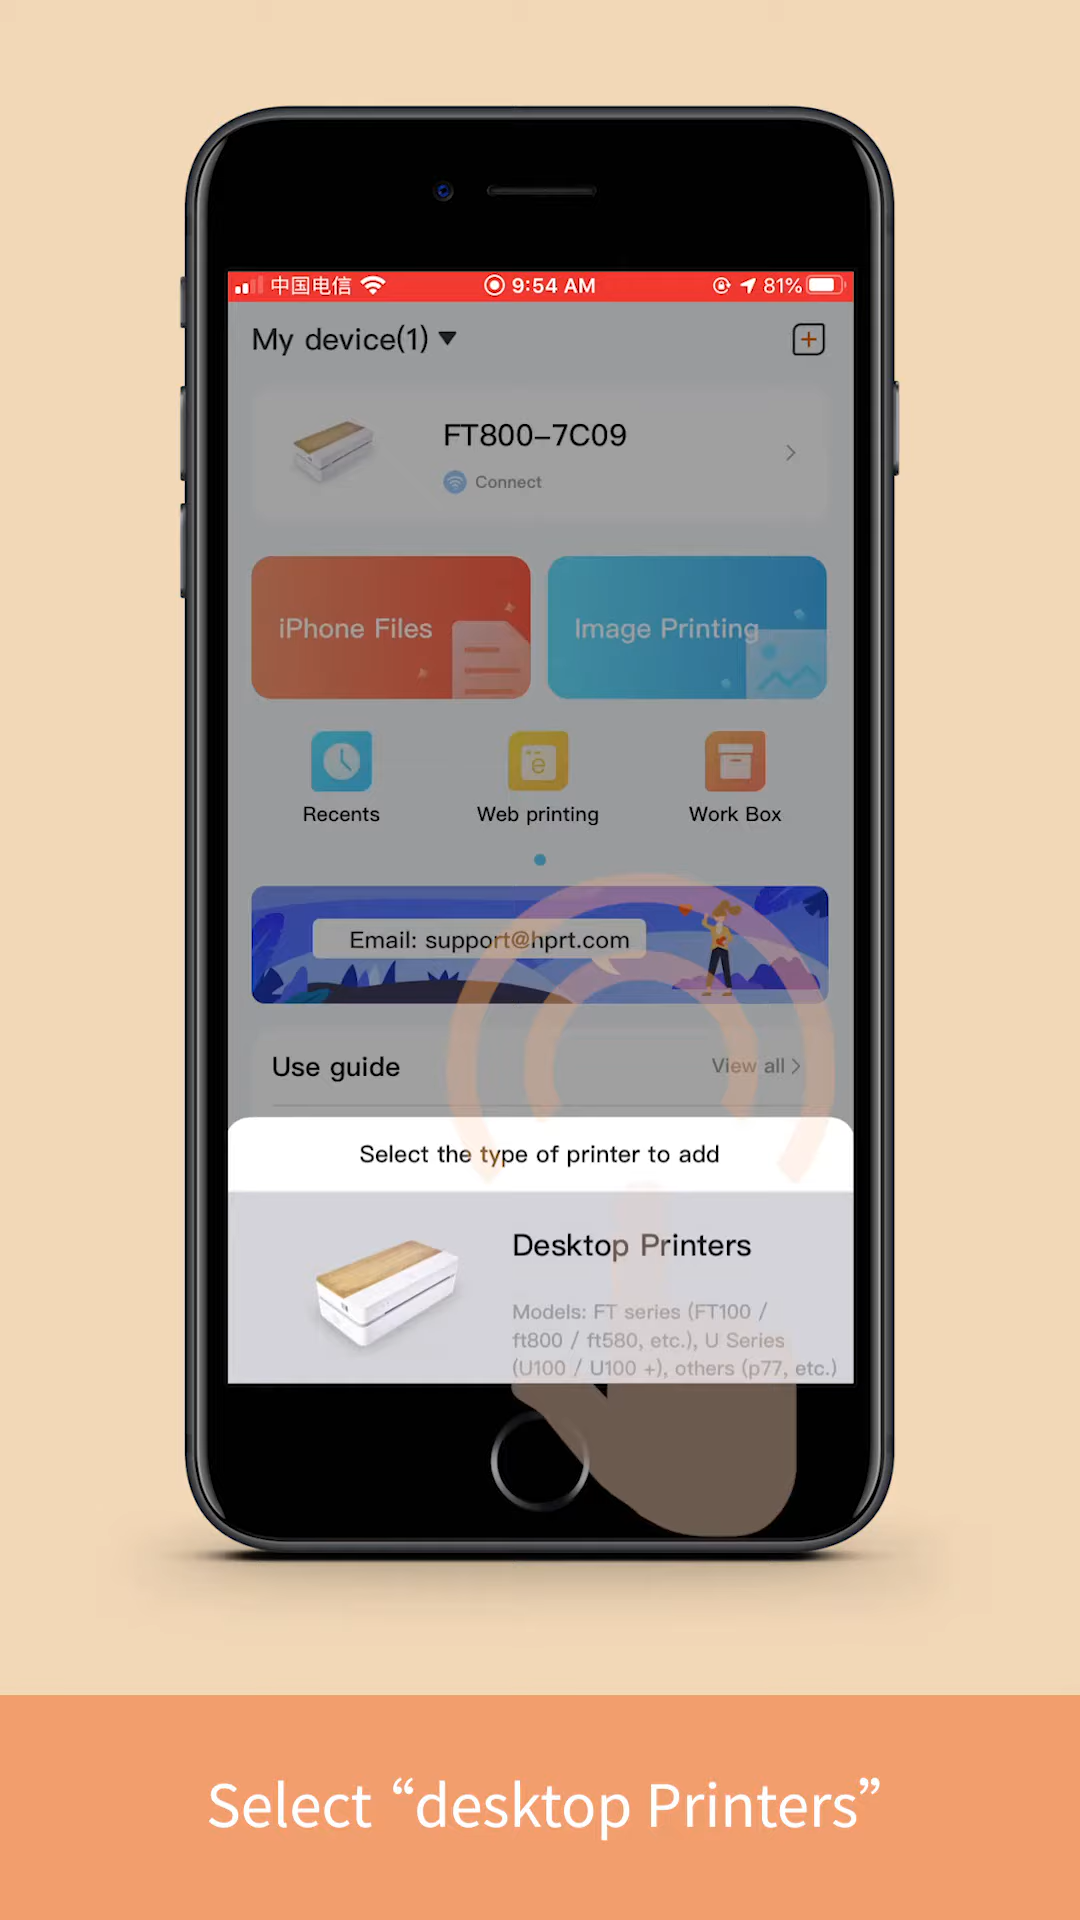 中国电信 9:54 AM 81%
My device(1)
FT800-7C09
Connect
iPhone Files
Image Printing
Recents
Web printing
Work Box
Email: support@hprt.com
Use guide
View all
Select the type of printer to add
Desktop Printers
Models: FT series (FT100 /
ft800 / ft580, etc.), U Series
(U100 / U100 +), others (p77, etc.)
Select “desktop Printers”